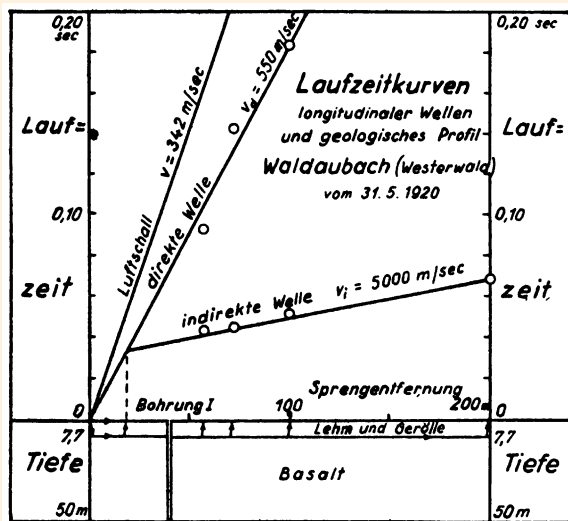 0,20
sec
0,20
sec
Lauf=
Lauf=
0,10
0,10
zeit
zeit
0
0
Laufzeitkurven
longitudinaler Wellen
und geologisches Profil
Waldaubach (Westerwald)
vom 31. 5. 1920
Luftschall v = 342 m/sec
direkte Welle v_d = 550 m/sec
indirekte Welle v_i = 5000 m/sec
Sprengentfernung
Bohrung I
100
200m
7,7
7,7
Lehm und Gerölle
Tiefe
Tiefe
Basalt
50m
50m